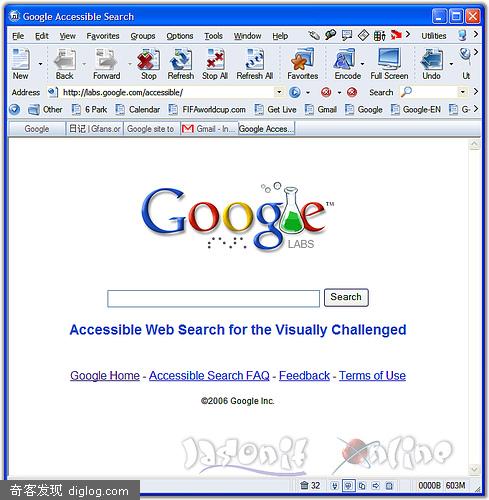 Google Accessible Search
File Edit View Favorites Groups Options Tools Window Help Utilities
New Back Forward Stop Refresh Stop All Refresh All Favorites Encode Full Screen Undo Ut
Address http://labs.google.com/accessible/ Search
Other 6 Park Calendar FIFAworldcup.com Get Live Gmail Google Google-EN G-
Google 日记 | Gfans.or Google site to Gmail - In... Google Acces...
Google™
LABS
Search
Accessible Web Search for the Visually Challenged
Google Home - Accessible Search FAQ - Feedback - Terms of Use
©2006 Google Inc.
Jasonit Online
32 0000B 603M
奇客发现 diglog.com